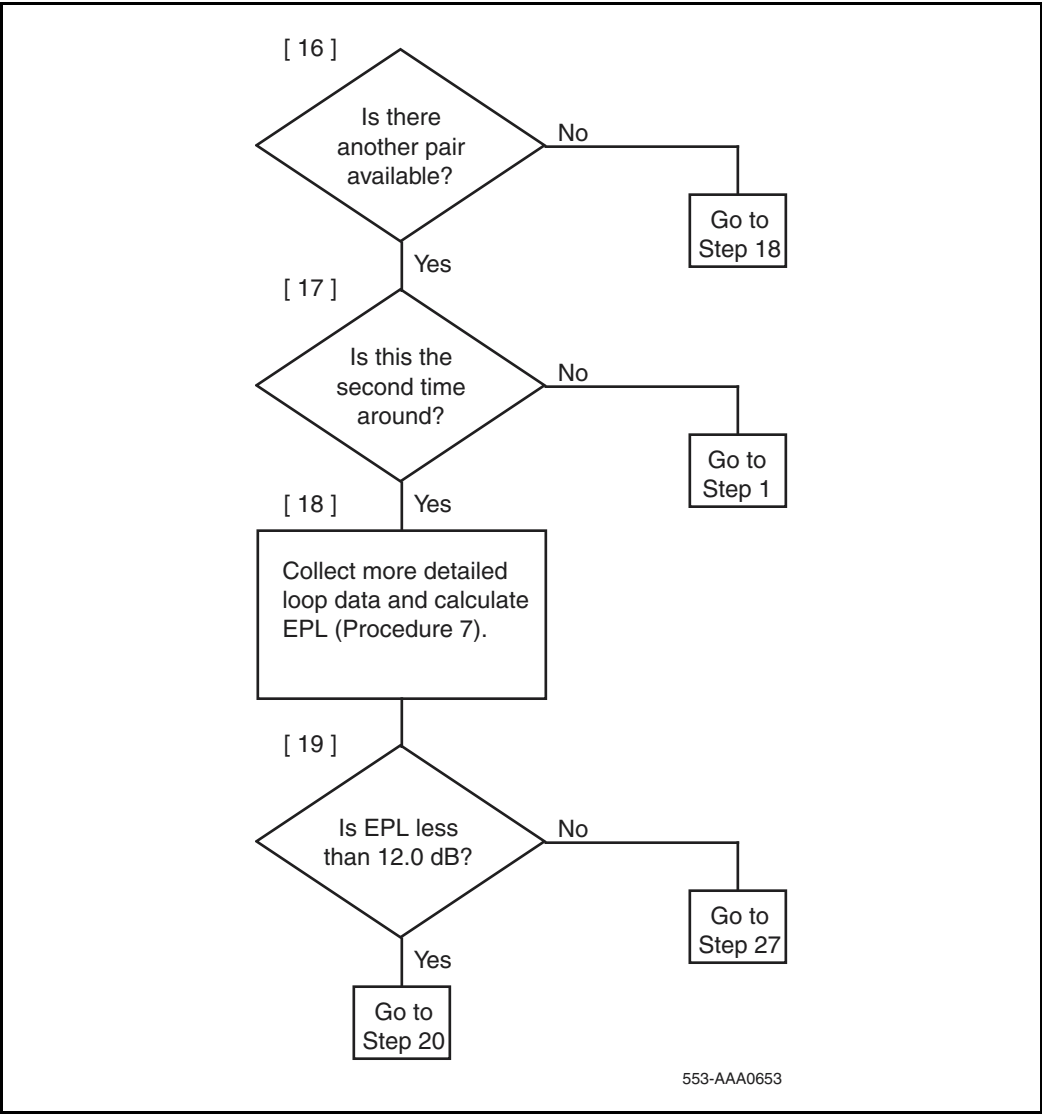 [ 16 ]
Is there
another pair
available?
No
Go to
Step 18
Yes
[ 17 ]
Is this the
second time
around?
No
Go to
Step 1
Yes
[ 18 ]
Collect more detailed
loop data and calculate
EPL (Procedure 7).
[ 19 ]
Is EPL less
than 12.0 dB?
No
Go to
Step 27
Yes
Go to
Step 20
553-AAA0653